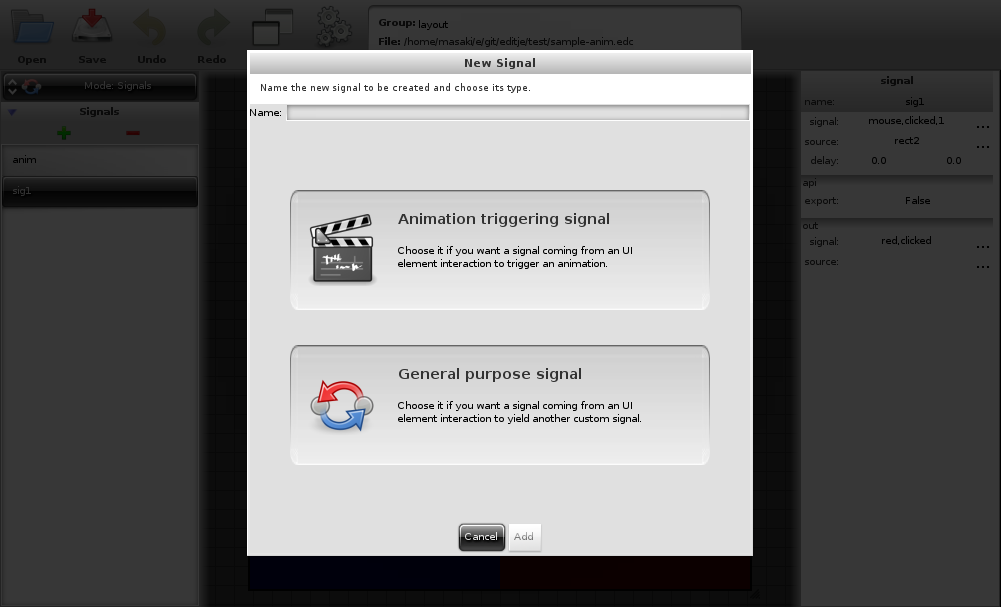 Group: layout
File: /home/masaki/e/git/editje/test/sample-anim.edc
Open Save Undo Redo
New Signal
Name the new signal to be created and choose its type.
Name:
Mode: Signals
Signals
anim
sig1
Animation triggering signal
Choose it if you want a signal coming from an UI
element interaction to trigger an animation.
General purpose signal
Choose it if you want a signal coming from an UI
element interaction to yield another custom signal.
Cancel Add
signal
name: sig1
signal: mouse,clicked,1 ...
source: rect2 ...
delay: 0.0 0.0
api
export: False
out
signal: red,clicked ...
source: ...